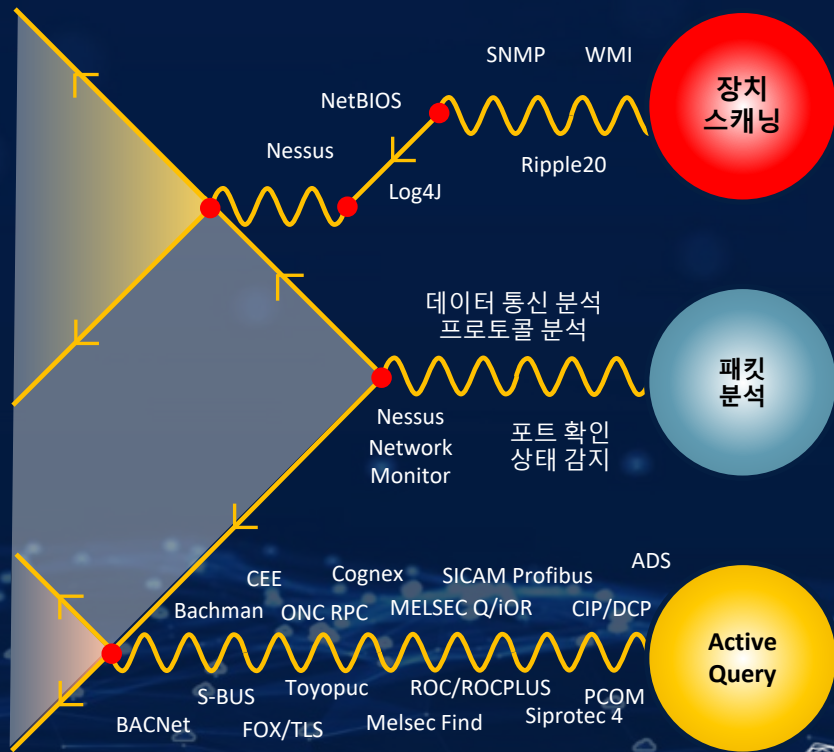 SNMP WMI
장치
스캐닝
NetBIOS
Nessus
Ripple20
Log4J
데이터 통신 분석
프로토콜 분석
패킷
분석
Nessus
Network
Monitor
포트 확인
상태 감지
ADS
CEE Cognex SICAM Profibus
Bachman ONC RPC MELSEC Q/iOR CIP/DCP
Active
Query
S-BUS Toyopuc ROC/ROCPLUS PCOM
BACNet FOX/TLS Melsec Find Siprotec 4